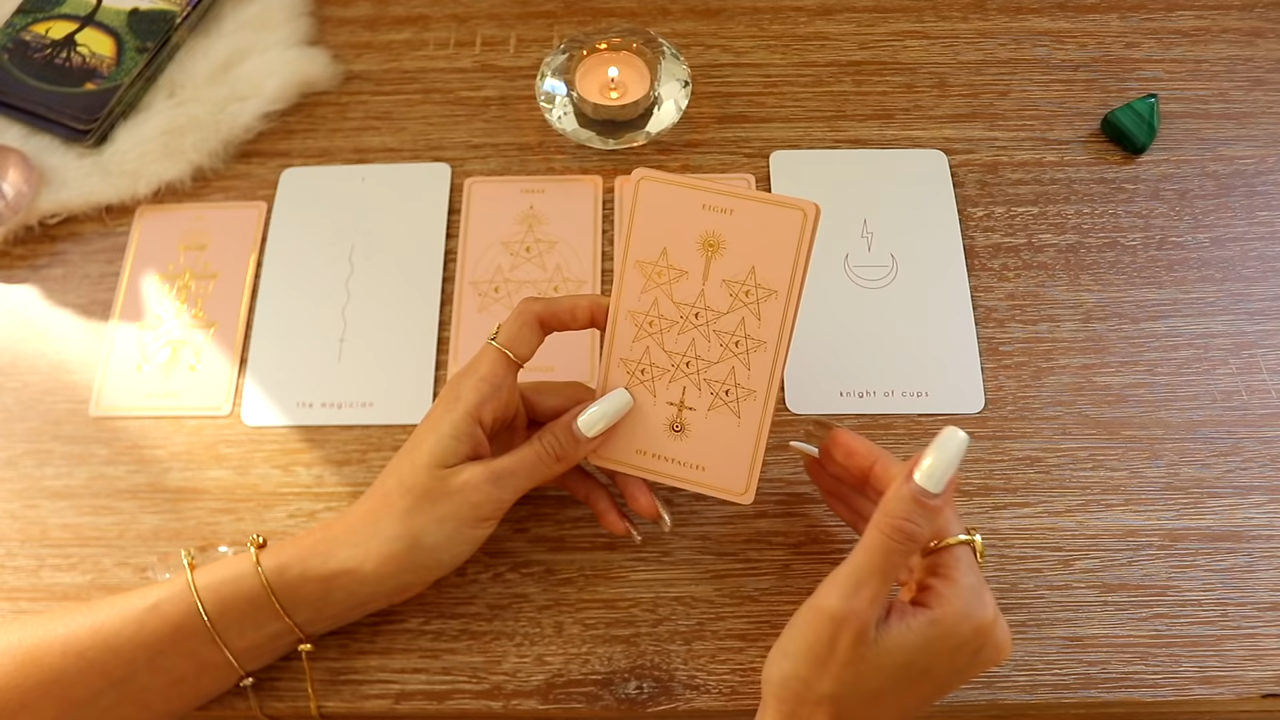 the magician
THREE
EIGHT
OF PENTACLES
knight of cups